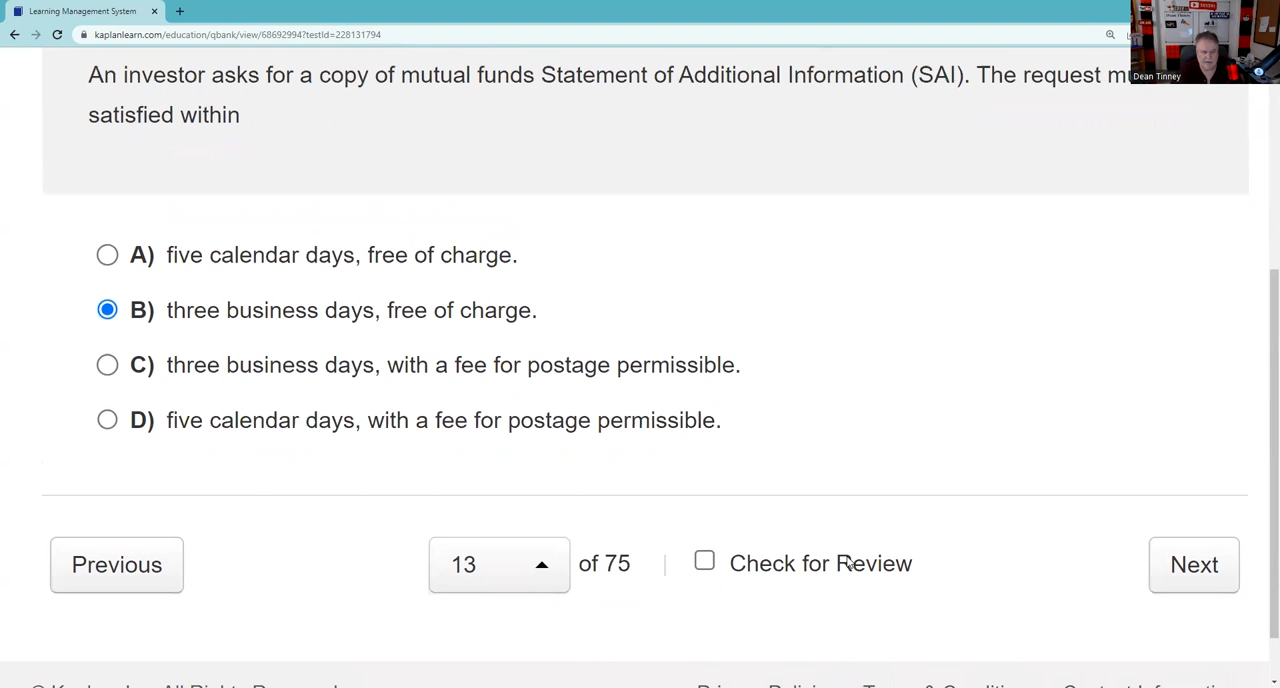 Learning Management System
kaplanlearn.com/education/qbank/view/68692994?testId=228131794
Dean Tinney
An investor asks for a copy of mutual funds Statement of Additional Information (SAI). The request
satisfied within
A) five calendar days, free of charge.
B) three business days, free of charge.
C) three business days, with a fee for postage permissible.
D) five calendar days, with a fee for postage permissible.
Previous
13
of 75
Check for Review
Next